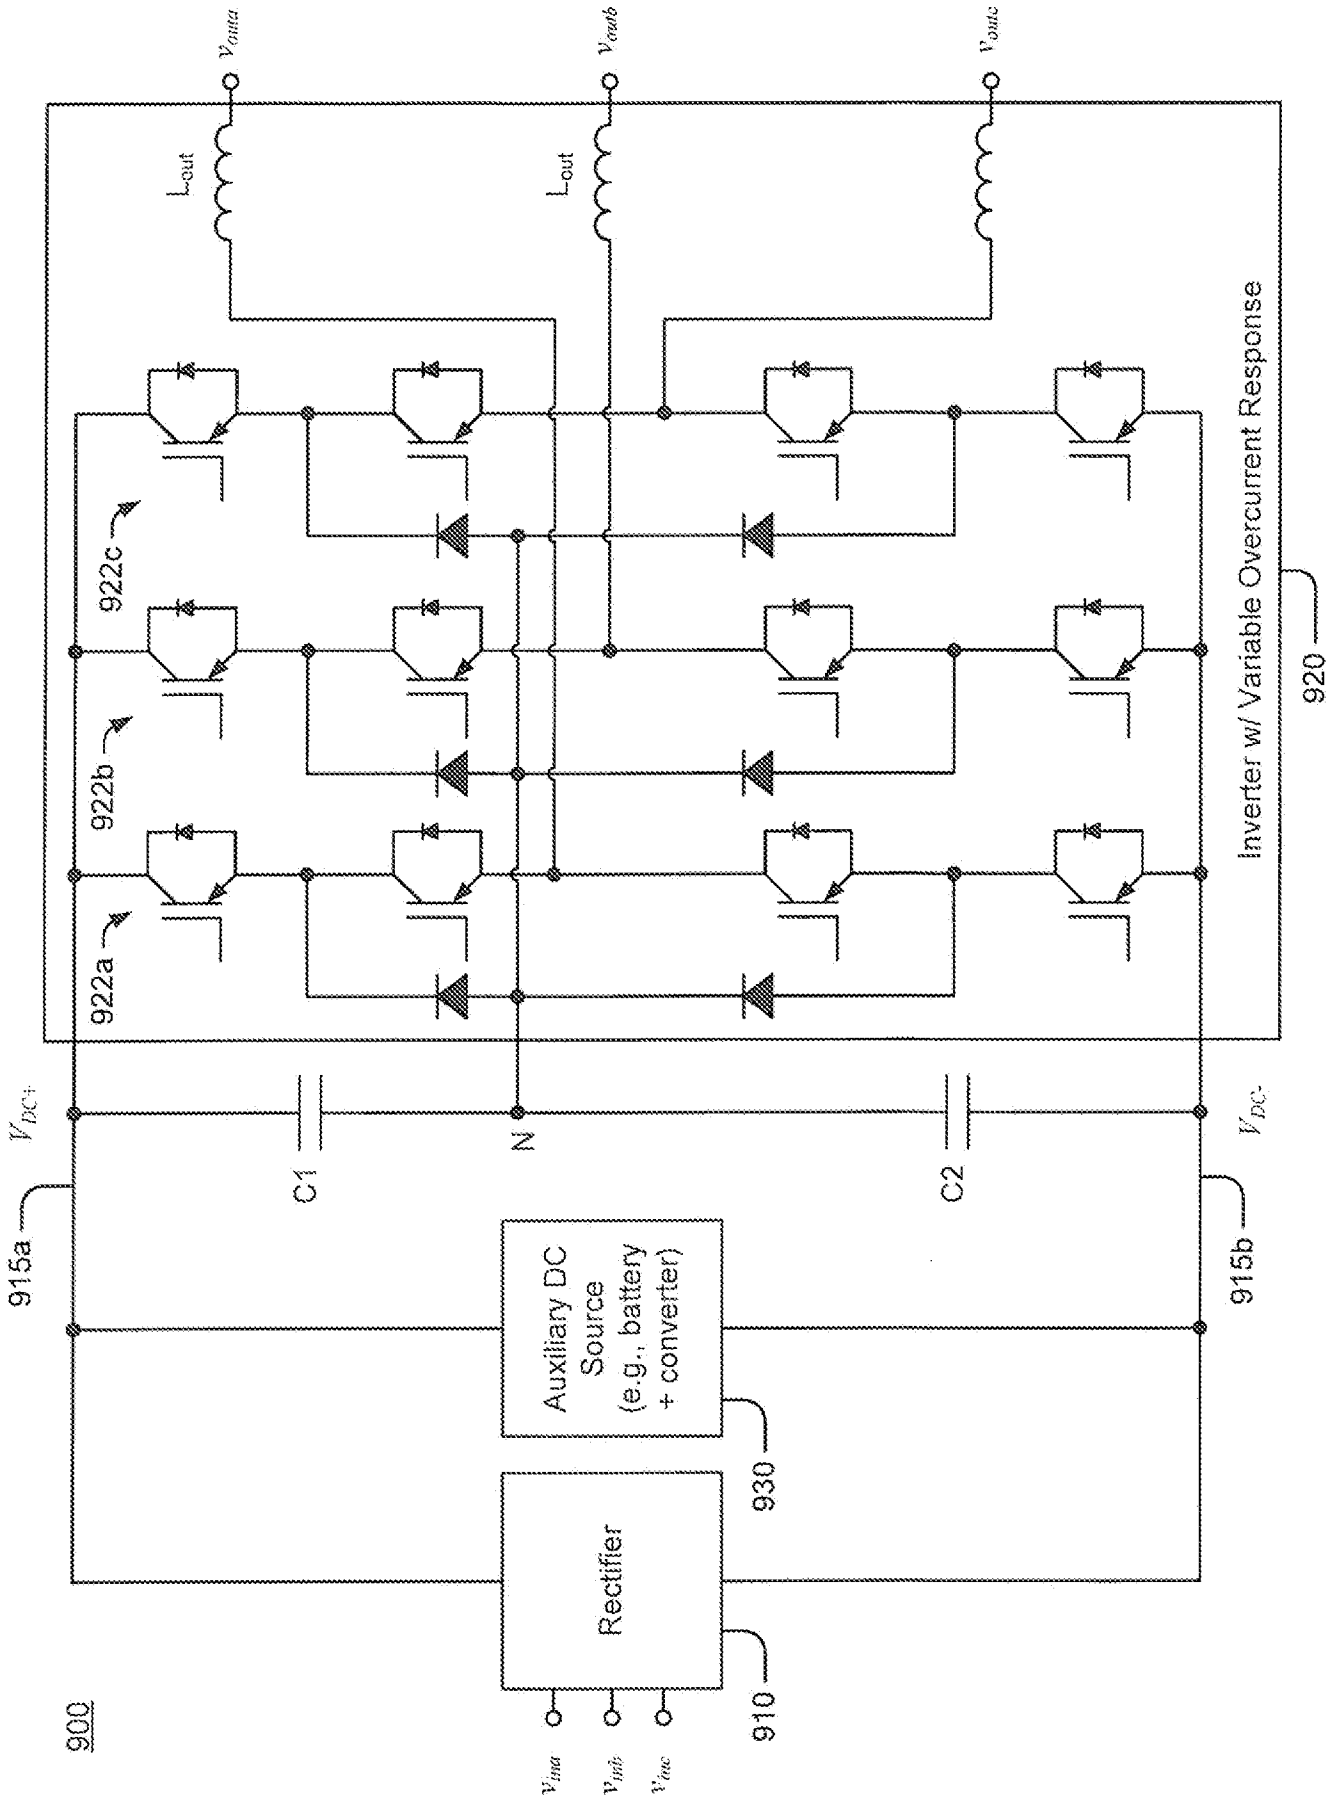 900
v_ina
v_inb
v_inc
Rectifier
910
Auxiliary DC
Source
(e.g., battery
+ converter)
930
915a
V_DC+
C1
N
C2
915b
V_DC-
922a
922b
922c
L_out
L_out
v_outa
v_outb
v_outc
Inverter w/ Variable Overcurrent Response
920